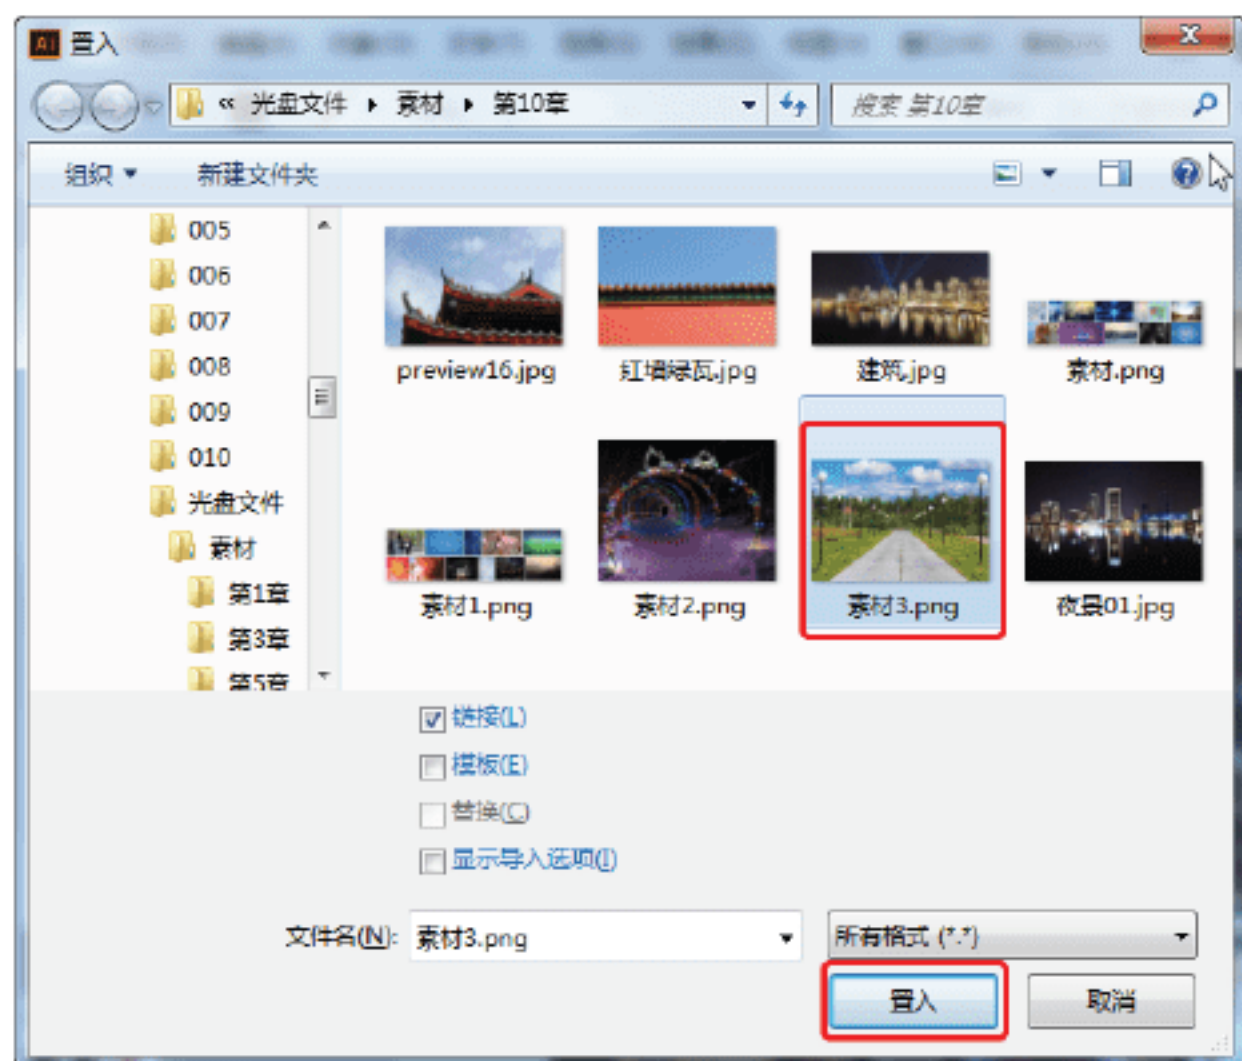 Ai 置入
« 光盘文件 ▸ 素材 ▸ 第10章
搜索 第10章
组织 新建文件夹
005
006
007
008
009
010
光盘文件
素材
第1章
第3章
第5章
preview16.jpg 红墙绿瓦.jpg 建筑.jpg 素材.png
素材1.png 素材2.png 素材3.png 夜景01.jpg
链接(L)
模板(E)
替换(C)
显示导入选项(I)
文件名(N): 素材3.png 所有格式 (*.*)
置入 取消